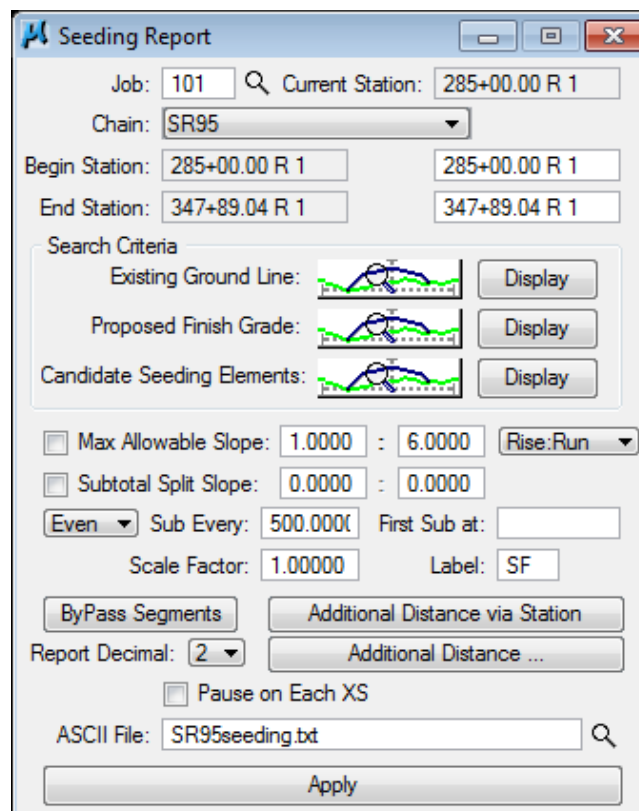 Seeding Report
Job: 101 Current Station: 285+00.00 R 1
Chain: SR95
Begin Station: 285+00.00 R 1 285+00.00 R 1
End Station: 347+89.04 R 1 347+89.04 R 1
Search Criteria
Existing Ground Line: Display
Proposed Finish Grade: Display
Candidate Seeding Elements: Display
Max Allowable Slope: 1.0000 : 6.0000 Rise:Run
Subtotal Split Slope: 0.0000 : 0.0000
Even Sub Every: 500.000( First Sub at:
Scale Factor: 1.00000 Label: SF
ByPass Segments Additional Distance via Station
Report Decimal: 2 Additional Distance ...
Pause on Each XS
ASCII File: SR95seeding.txt
Apply